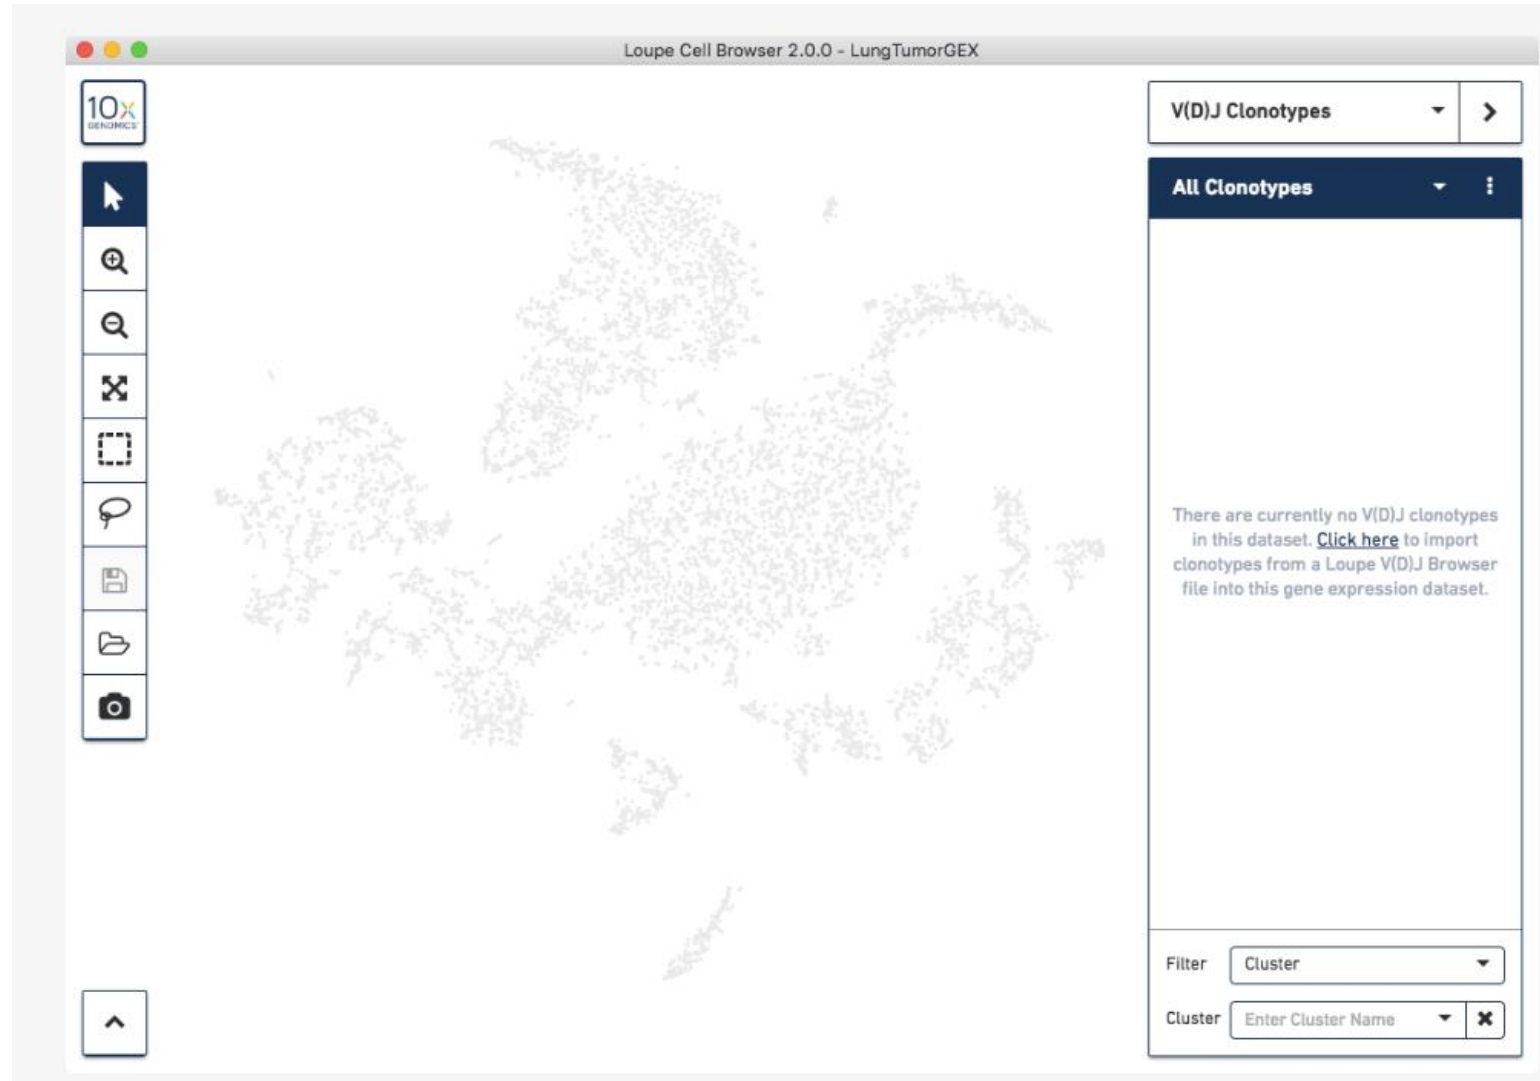 Loupe Cell Browser 2.0.0 - LungTumorGEX
10x
GENOMICS
V(D)J Clonotypes
All Clonotypes
There are currently no V(D)J clonotypes
in this dataset. Click here to import
clonotypes from a Loupe V(D)J Browser
file into this gene expression dataset.
Filter Cluster
Cluster Enter Cluster Name